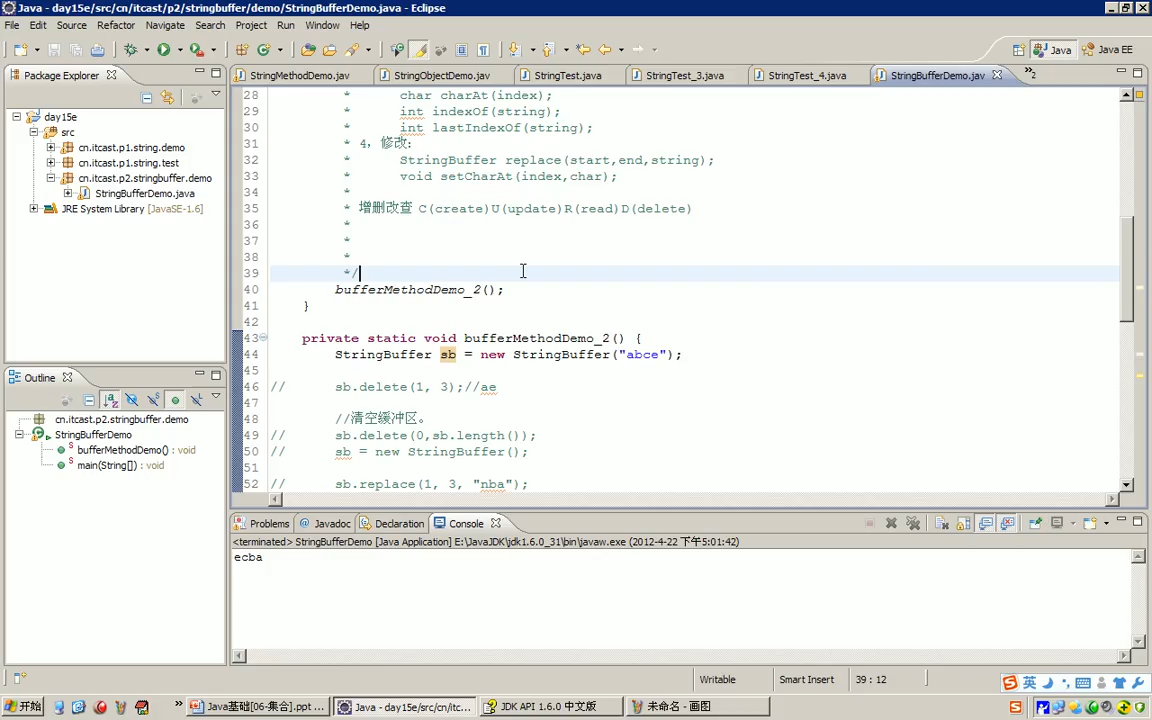 Java - day15e/src/cn/itcast/p2/stringbuffer/demo/StringBufferDemo.java - Eclipse
File Edit Source Refactor Navigate Search Project Run Window Help
Java Java EE
Package Explorer
day15e
src
cn.itcast.p1.string.demo
cn.itcast.p1.string.test
cn.itcast.p2.stringbuffer.demo
StringBufferDemo.java
JRE System Library [JavaSE-1.6]
Outline
cn.itcast.p2.stringbuffer.demo
StringBufferDemo
bufferMethodDemo() : void
main(String[]) : void
StringMethodDemo.jav StringObjectDemo.jav StringTest.java StringTest_3.java StringTest_4.java StringBufferDemo.jav »2
28 * char charAt(index);
29 * int indexOf(string);
30 * int lastIndexOf(string);
31 * 4，修改:
32 * StringBuffer replace(start,end,string);
33 * void setCharAt(index,char);
34 *
35 * 增删改查 C(create)U(update)R(read)D(delete)
36 *
37 *
38 *
39 */
40 bufferMethodDemo_2();
41 }
42
43 private static void bufferMethodDemo_2() {
44 StringBuffer sb = new StringBuffer("abce");
45
46 // sb.delete(1, 3);//ae
47
48 //清空缓冲区。
49 // sb.delete(0,sb.length());
50 // sb = new StringBuffer();
51
52 // sb.replace(1, 3, "nba");
Problems Javadoc Declaration Console
<terminated> StringBufferDemo [Java Application] E:\JavaJDK\jdk1.6.0_31\bin\javaw.exe (2012-4-22 下午5:01:42)
ecba
Writable Smart Insert 39 : 12
英
开始 » Java基础[06-集合].ppt ... Java - day15e/src/cn/itc... JDK API 1.6.0 中文版 未命名 - 画图